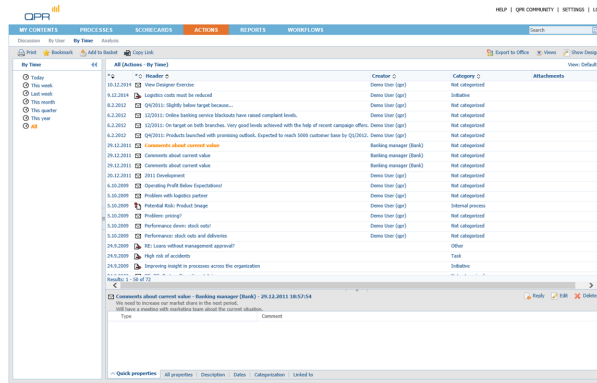 HELP | QPR COMMUNITY | SETTINGS |
QPR
MY CONTENTS PROCESSES SCORECARDS ACTIONS REPORTS WORKFLOWS Search
Discussion By User By Time Analysis
Print Bookmark Add to Basket Copy Link Export to Office Views Show
By Time All (Actions - By Time) View: Default
Today
This week
Last week
This month
This quarter
This year
All
Header Creator Category Attachments
10.12.2014 View Designer Exercise Demo User (qpr) Not categorized
9.12.2014 Logistics costs must be reduced Demo User (qpr) Initiative
8.2.2012 Q4/2011: Slightly below target because... Demo User (qpr) Not categorized
6.2.2012 12/2011: Online banking service blackouts have raised complaint levels. Demo User (qpr) Not categorized
6.2.2012 12/2011: On target on both branches. Very good levels achieved with the help of recent campaign offers. Demo User (qpr) Not categorized
6.2.2012 Q4/2011: Products launched with promising outlook. Expected to reach 5000 customer base by Q1/2012. Demo User (qpr) Not categorized
29.12.2011 Comments about current value Banking manager (Bank) Not categorized
29.12.2011 Comments about current value Banking manager (Bank) Not categorized
29.12.2011 Comments about current value Banking manager (Bank) Not categorized
20.12.2011 2011 Development Demo User (qpr) Not categorized
6.10.2009 Operating Profit Below Expectations! Demo User (qpr) Not categorized
5.10.2009 Problem with logistics partner Demo User (qpr) Not categorized
5.10.2009 Potential Risk: Product Image Demo User (qpr) Internal process
5.10.2009 Problem: pricing? Demo User (qpr) Not categorized
5.10.2009 Performance down: stock outs! Demo User (qpr) Not categorized
5.10.2009 Performance: stock outs and deliveries Demo User (qpr) Not categorized
24.9.2009 RE: Loans without management approval? Other
24.9.2009 High risk of accidents Task
24.9.2009 Improving insight in processes across the organization Initiative
Results: 1 - 50 of 72
Comments about current value - Banking manager (Bank) - 29.12.2011 18:57:54 Reply Edit Delete
We need to increase our market share in the next period.
Will have a meeting with marketing team about the current situation.
Type Comment
Quick properties All properties Description Dates Categorization Linked to